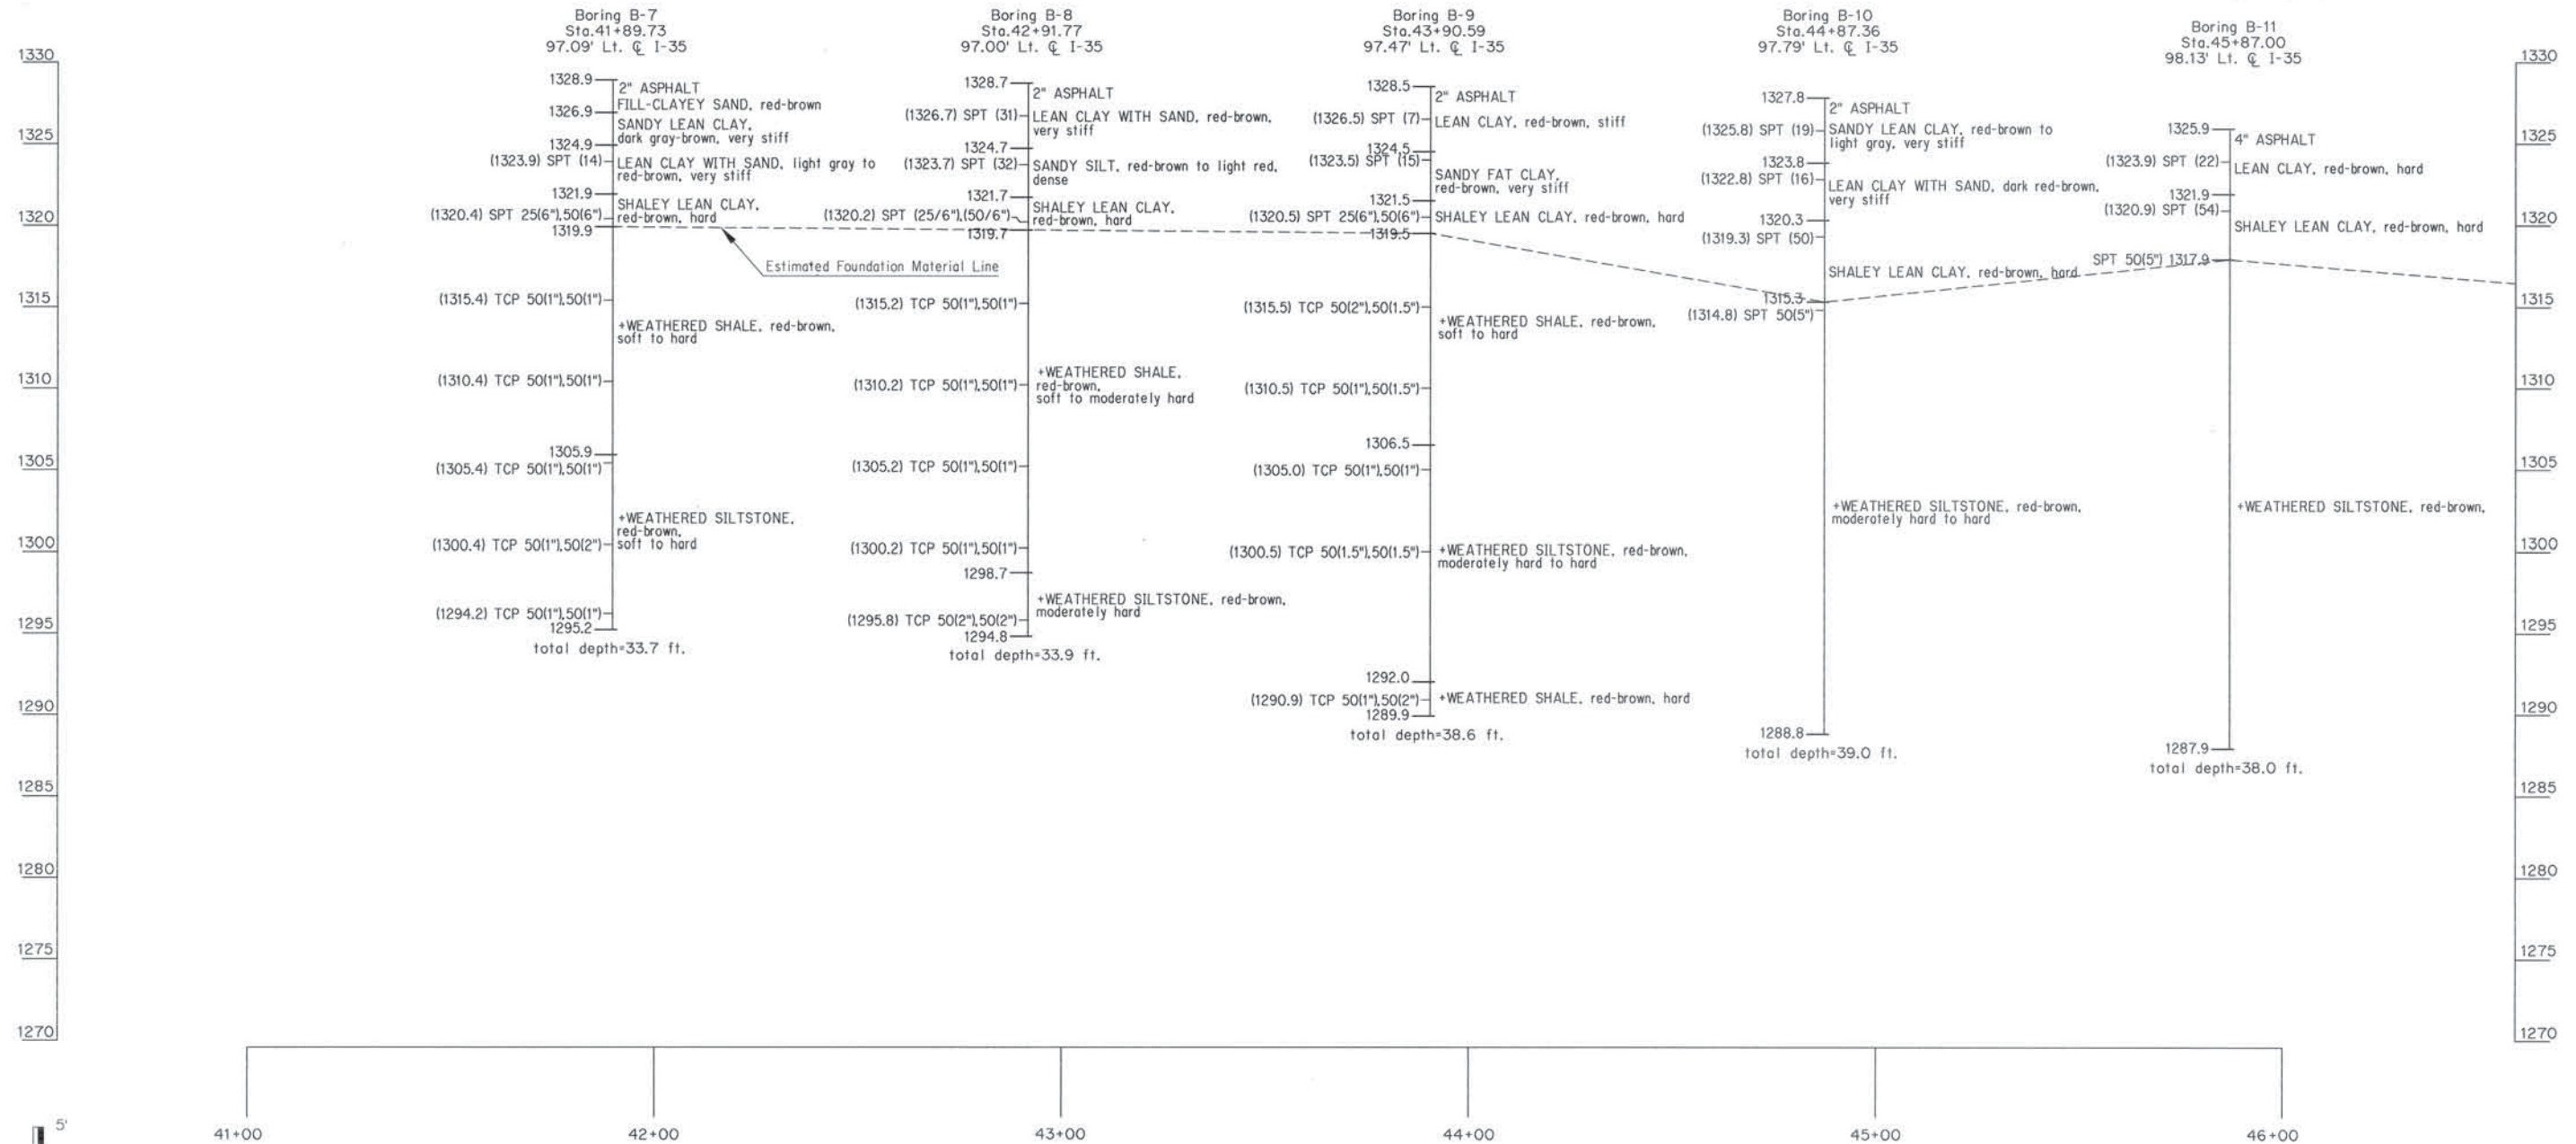 Boring B-7
Sta.41+89.73
97.09' Lt. ℄ I-35
Boring B-8
Sta.42+91.77
97.00' Lt. ℄ I-35
Boring B-9
Sta.43+90.59
97.47' Lt. ℄ I-35
Boring B-10
Sta.44+87.36
97.79' Lt. ℄ I-35
Boring B-11
Sta.45+87.00
98.13' Lt. ℄ I-35
1330
1325
1320
1315
1310
1305
1300
1295
1290
1285
1280
1275
1270
1328.9
2" ASPHALT
FILL-CLAYEY SAND, red-brown
1326.9
SANDY LEAN CLAY,
dark gray-brown, very stiff
1324.9
(1323.9) SPT (14)
LEAN CLAY WITH SAND, light gray to
red-brown, very stiff
1321.9
SHALEY LEAN CLAY,
red-brown, hard
(1320.4) SPT 25(6"),50(6")
1319.9
Estimated Foundation Material Line
(1315.4) TCP 50(1"),50(1")
+WEATHERED SHALE, red-brown,
soft to hard
(1310.4) TCP 50(1"),50(1")
1305.9
(1305.4) TCP 50(1"),50(1")
+WEATHERED SILTSTONE,
red-brown,
soft to hard
(1300.4) TCP 50(1"),50(2")
(1294.2) TCP 50(1"),50(1")
1295.2
total depth=33.7 ft.
1328.7
2" ASPHALT
(1326.7) SPT (31)
LEAN CLAY WITH SAND, red-brown,
very stiff
1324.7
(1323.7) SPT (32)
SANDY SILT, red-brown to light red,
dense
1321.7
SHALEY LEAN CLAY,
red-brown, hard
(1320.2) SPT (25/6"),(50/6")
1319.7
(1315.2) TCP 50(1"),50(1")
+WEATHERED SHALE,
red-brown,
soft to moderately hard
(1310.2) TCP 50(1"),50(1")
(1305.2) TCP 50(1"),50(1")
(1300.2) TCP 50(1"),50(1")
1298.7
+WEATHERED SILTSTONE, red-brown,
moderately hard
(1295.8) TCP 50(2"),50(2")
1294.8
total depth=33.9 ft.
1328.5
2" ASPHALT
(1326.5) SPT (7)
LEAN CLAY, red-brown, stiff
1324.5
(1323.5) SPT (15)
SANDY FAT CLAY,
red-brown, very stiff
1321.5
(1320.5) SPT 25(6"),50(6")
SHALEY LEAN CLAY, red-brown, hard
1319.5
(1315.5) TCP 50(2"),50(1.5")
+WEATHERED SHALE, red-brown,
soft to hard
(1310.5) TCP 50(1"),50(1.5")
1306.5
(1305.0) TCP 50(1"),50(1")
(1300.5) TCP 50(1.5"),50(1.5")
+WEATHERED SILTSTONE, red-brown,
moderately hard to hard
1292.0
(1290.9) TCP 50(1"),50(2")
+WEATHERED SHALE, red-brown, hard
1289.9
total depth=38.6 ft.
1327.8
2" ASPHALT
(1325.8) SPT (19)
SANDY LEAN CLAY, red-brown to
light gray, very stiff
1323.8
(1322.8) SPT (16)
LEAN CLAY WITH SAND, dark red-brown,
very stiff
1320.3
(1319.3) SPT (50)
SHALEY LEAN CLAY, red-brown, hard
1315.3
(1314.8) SPT 50(5")
+WEATHERED SILTSTONE, red-brown,
moderately hard to hard
1288.8
total depth=39.0 ft.
1325.9
4" ASPHALT
(1323.9) SPT (22)
LEAN CLAY, red-brown, hard
1321.9
(1320.9) SPT (54)
SHALEY LEAN CLAY, red-brown, hard
SPT 50(5") 1317.9
+WEATHERED SILTSTONE, red-brown,
1287.9
total depth=38.0 ft.
1330
1325
1320
1315
1310
1305
1300
1295
1290
1285
1280
1275
1270
5'
41+00
42+00
43+00
44+00
45+00
46+00